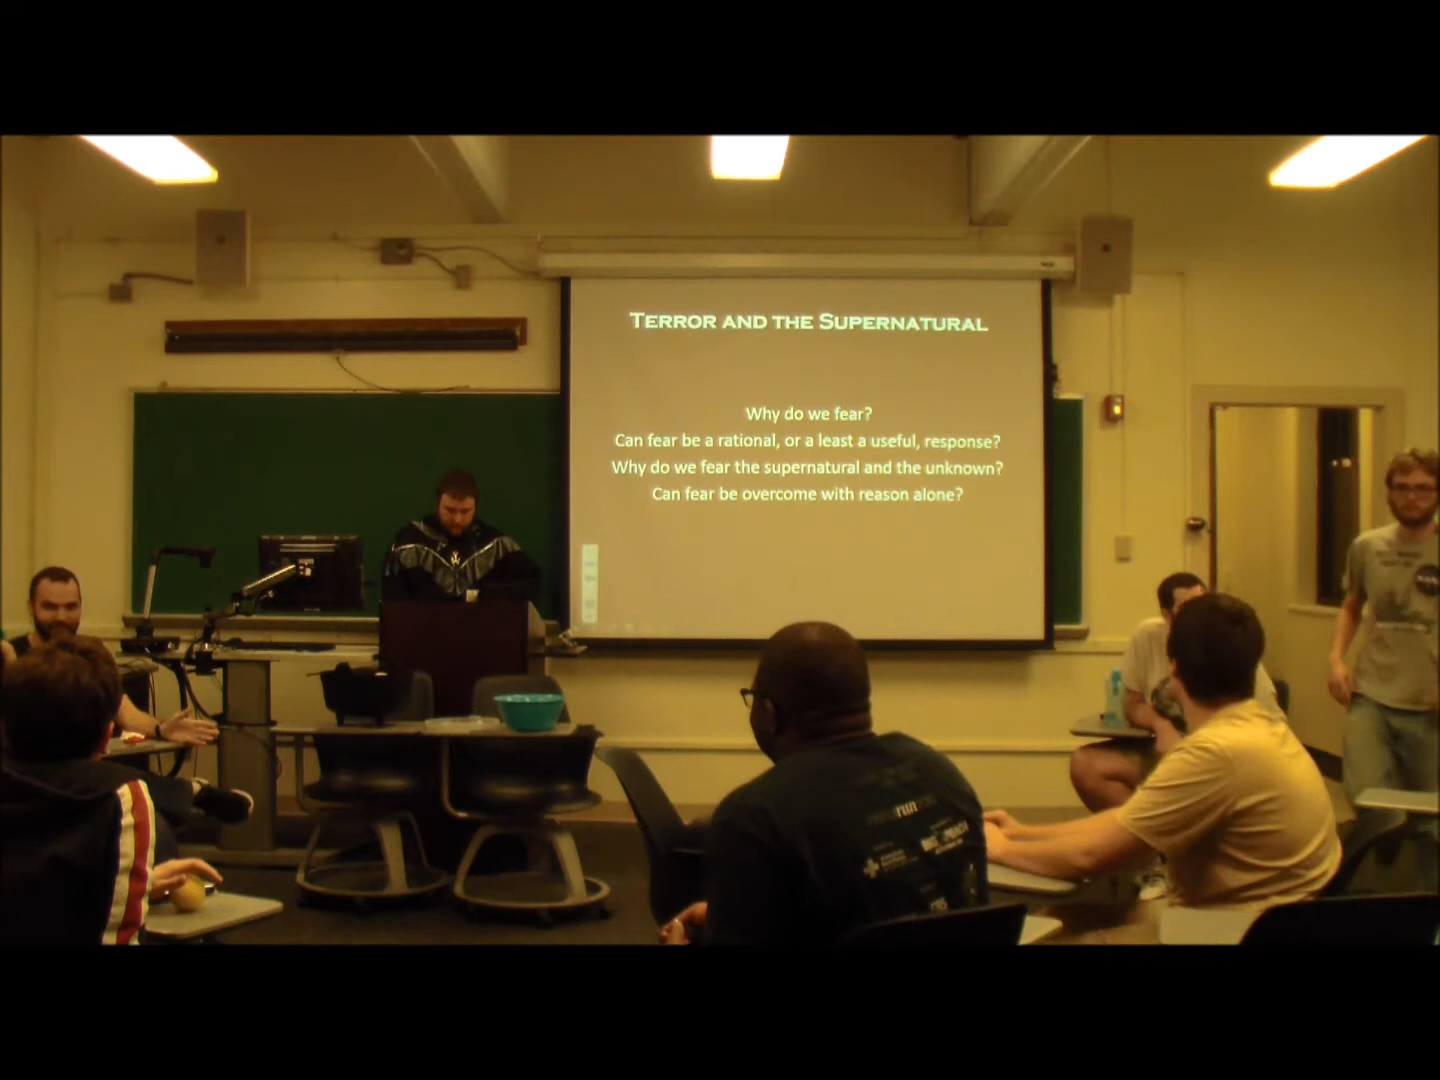 Terror and the Supernatural
Why do we fear?
Can fear be a rational, or a least a useful, response?
Why do we fear the supernatural and the unknown?
Can fear be overcome with reason alone?
run